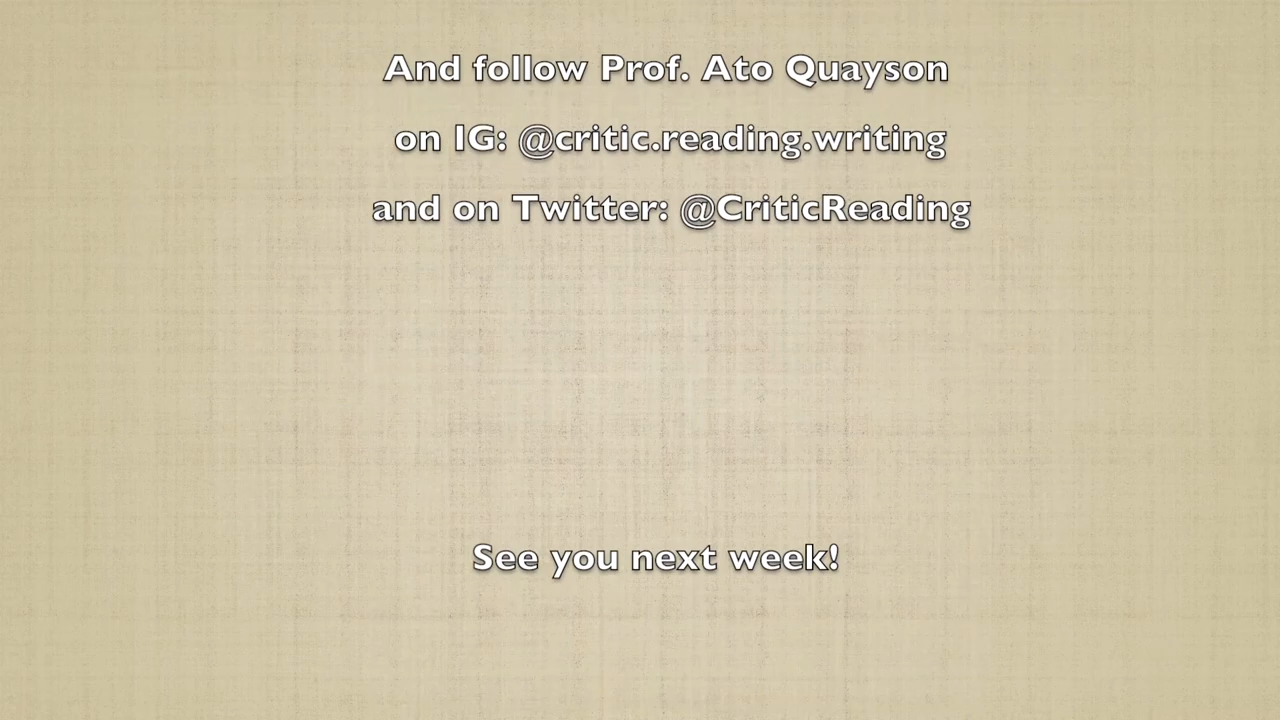 And follow Prof. Ato Quayson
on IG: @critic.reading.writing
and on Twitter: @CriticReading
See you next week!